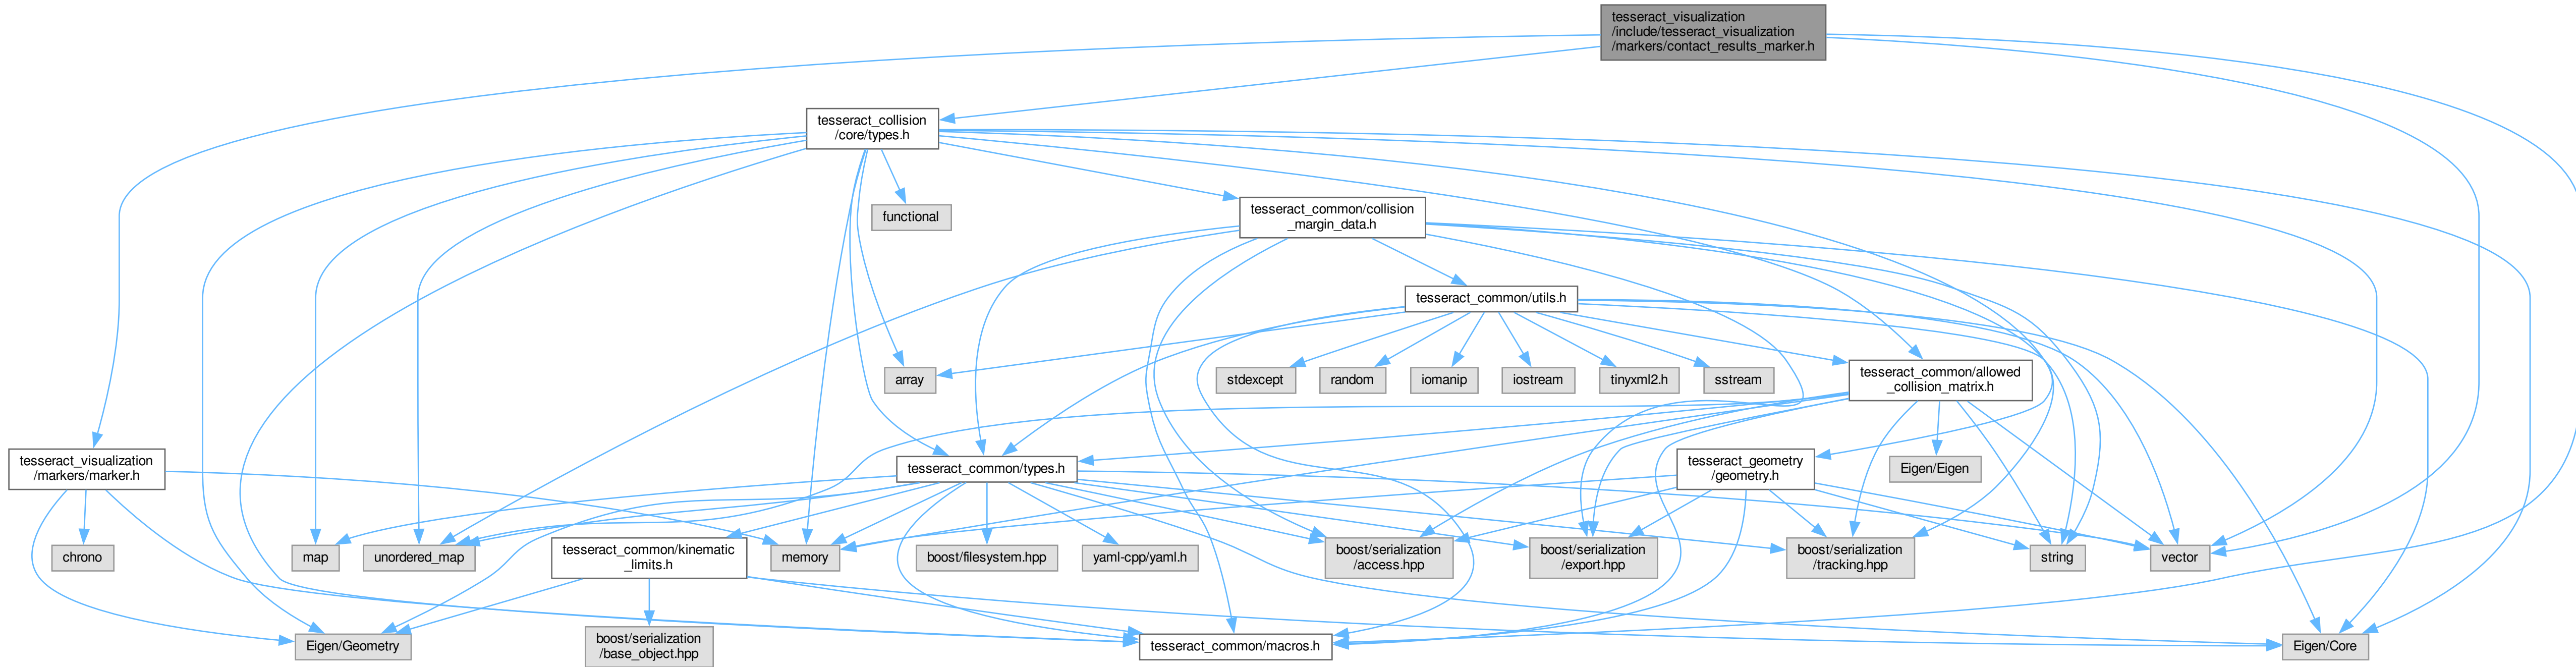 tesseract_visualization
/include/tesseract_visualization
/markers/contact_results_marker.h
tesseract_collision
/core/types.h
functional
tesseract_common/collision
_margin_data.h
tesseract_common/utils.h
array
stdexcept
random
iomanip
iostream
tinyxml2.h
sstream
tesseract_common/allowed
_collision_matrix.h
tesseract_visualization
/markers/marker.h
tesseract_common/types.h
tesseract_geometry
/geometry.h
Eigen/Eigen
chrono
map
unordered_map
tesseract_common/kinematic
_limits.h
memory
boost/filesystem.hpp
yaml-cpp/yaml.h
boost/serialization
/access.hpp
boost/serialization
/export.hpp
boost/serialization
/tracking.hpp
string
vector
Eigen/Geometry
boost/serialization
/base_object.hpp
tesseract_common/macros.h
Eigen/Core